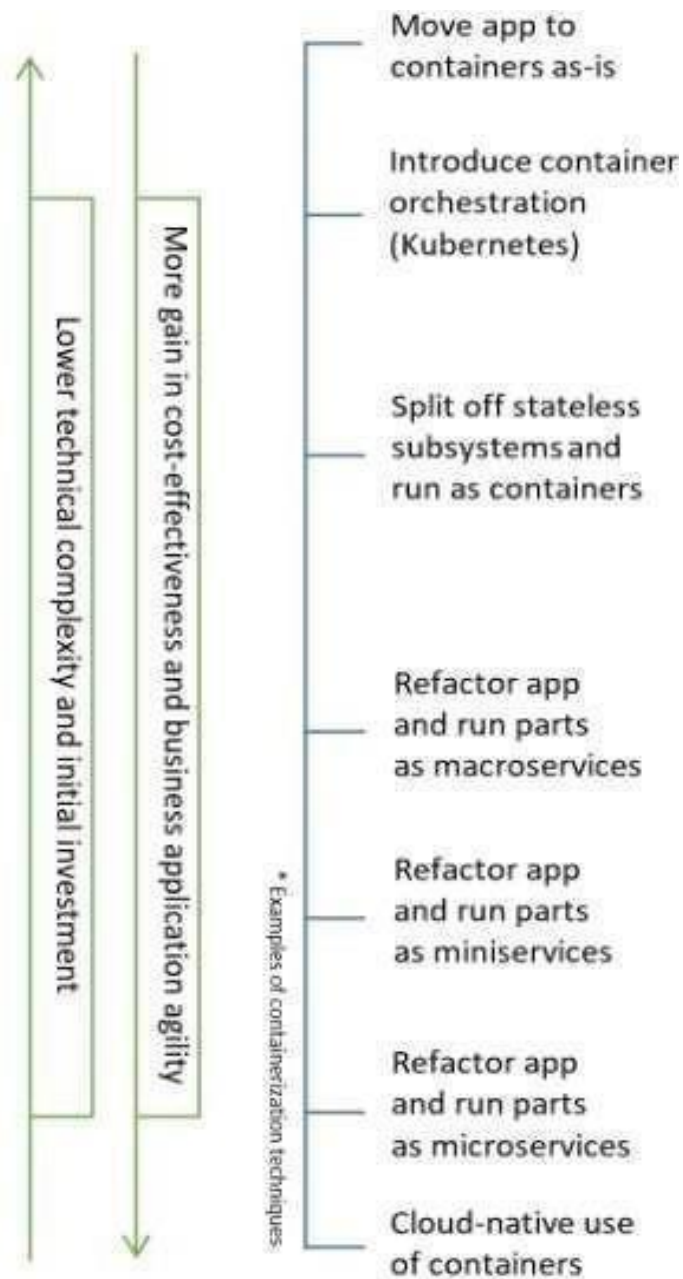 Move app to
containers as-is
Introduce container
orchestration
(Kubernetes)
Split off stateless
subsystems and
run as containers
Refactor app
and run parts
as macroservices
Refactor app
and run parts
as miniservices
Refactor app
and run parts
as microservices
Cloud-native use
of containers
Lower technical complexity and initial investment
More gain in cost-effectiveness and business application agility
* Examples of containerization techniques